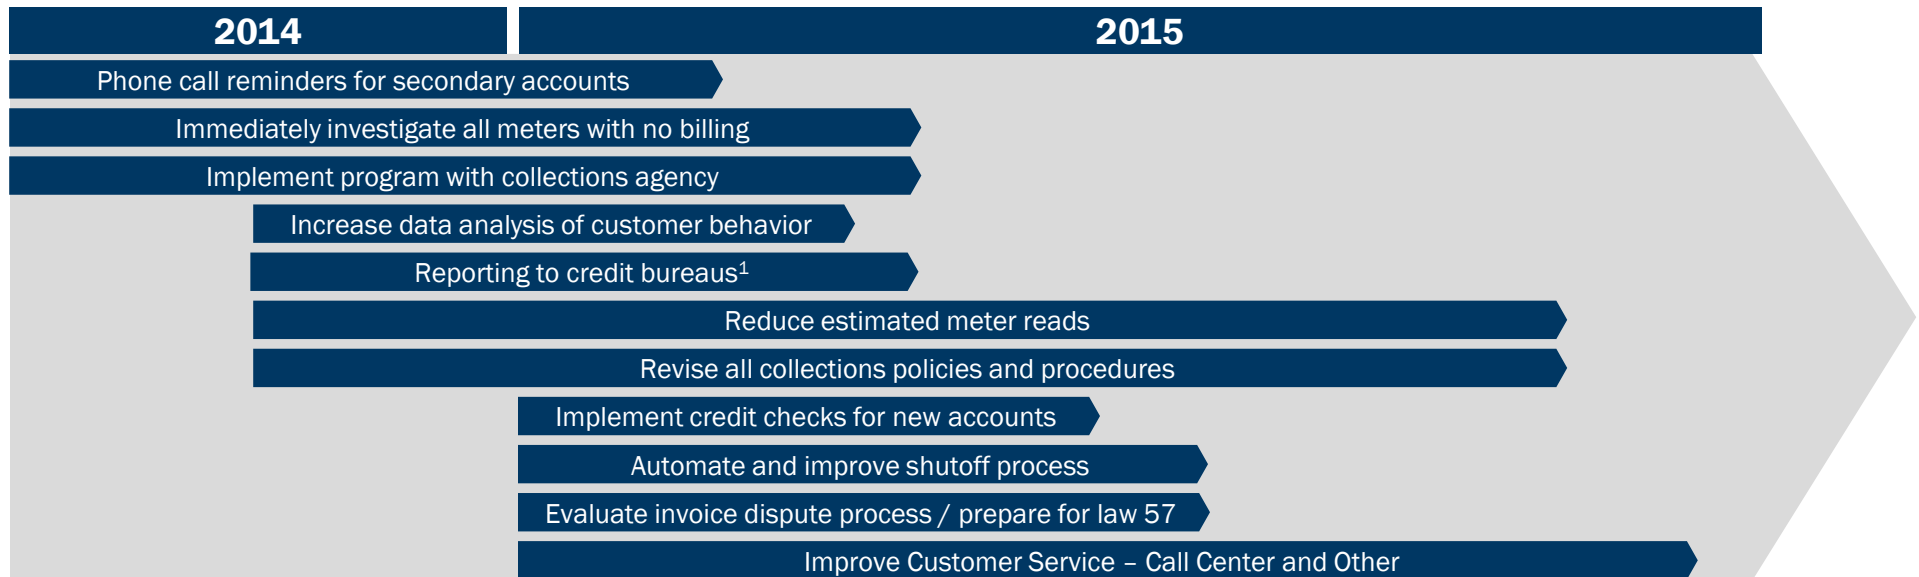 2014
2015
Phone call reminders for secondary accounts
Immediately investigate all meters with no billing
Implement program with collections agency
Increase data analysis of customer behavior
Reporting to credit bureaus¹
Reduce estimated meter reads
Revise all collections policies and procedures
Implement credit checks for new accounts
Automate and improve shutoff process
Evaluate invoice dispute process / prepare for law 57
Improve Customer Service – Call Center and Other